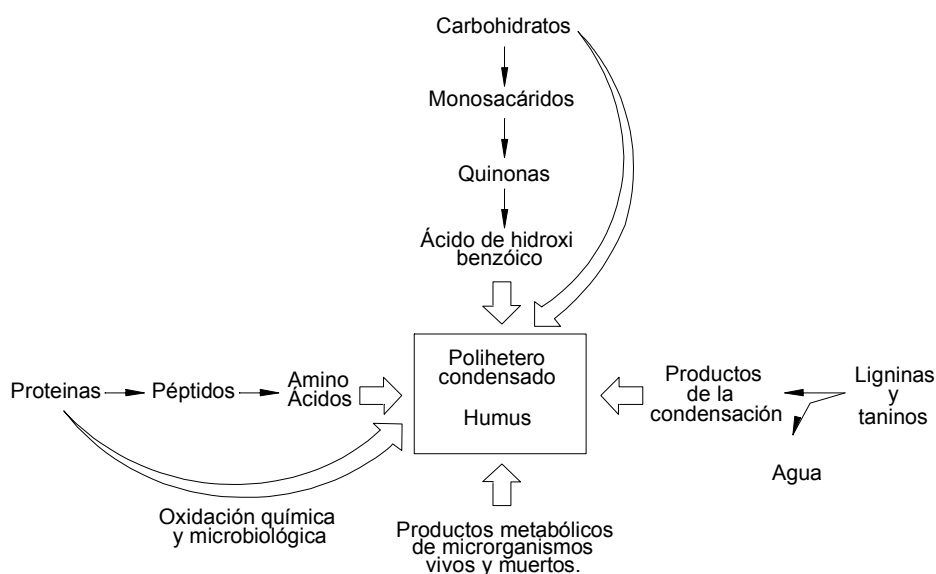 Carbohidratos
Monosacáridos
Quinonas
Ácido de hidroxi
benzóico
Polihetero
condensado
Humus
Proteinas
Péptidos
Amino
Ácidos
Productos
de la
condensación
Ligninas
y
taninos
Agua
Oxidación química
y microbiológica
Productos metabólicos
de microrganismos
vivos y muertos.